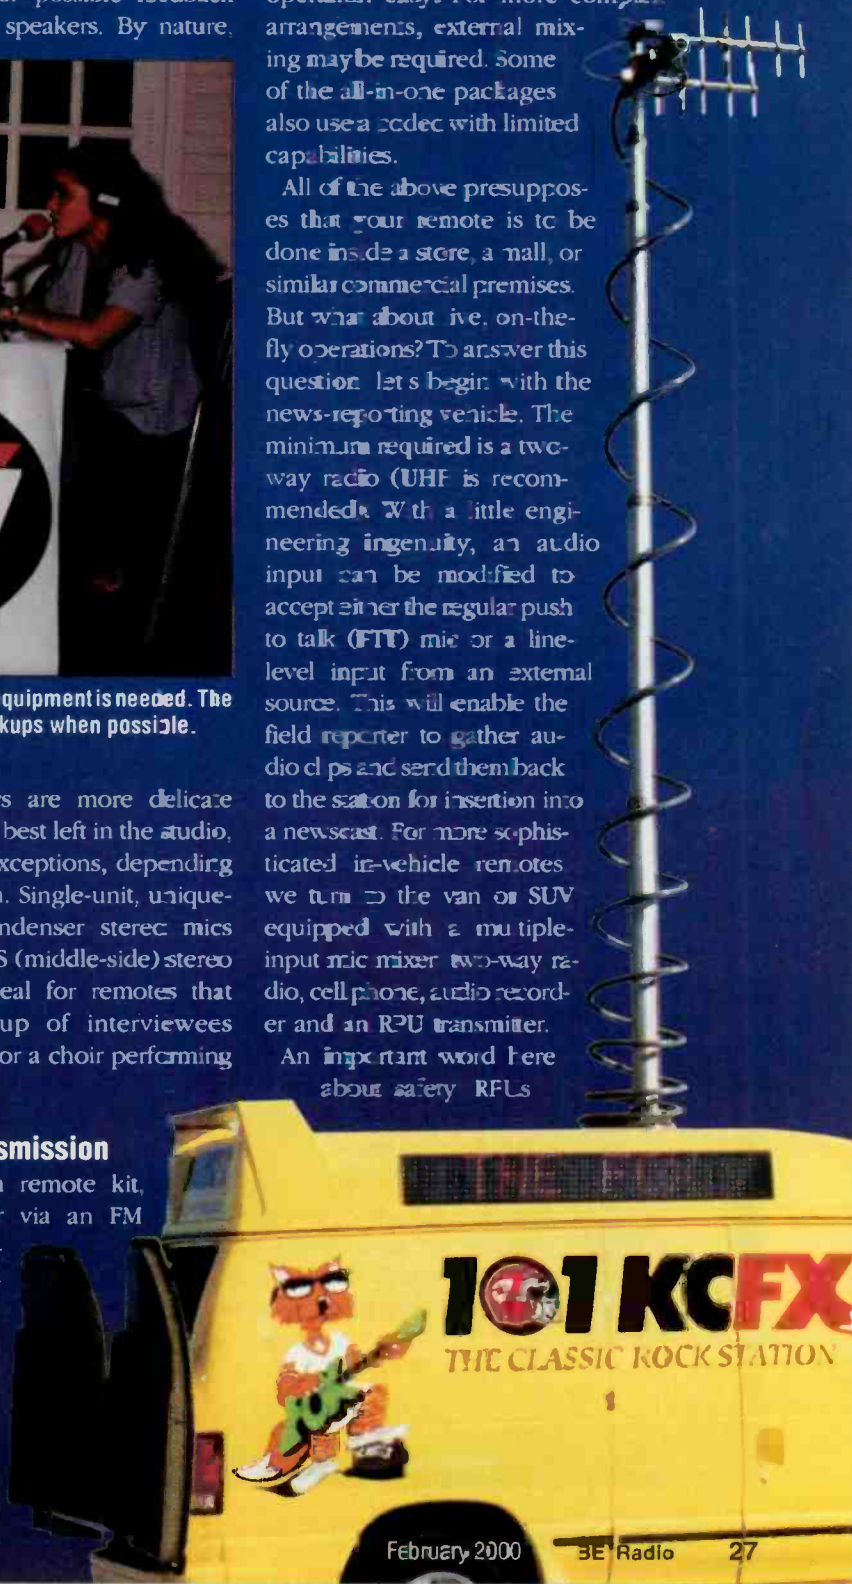 speakers. By nature,
equipment is needed. The
kups when possible.
rs are more delicate
best left in the studio,
exceptions, depending
n. Single-unit, unique-
ndenser stereo mics
S (middle-side) stereo
eal for remotes that
up of interviewees
or a choir performing
smission
n remote kit,
r via an FM
arrangements, external mix-
ing may be required. Some
of the all-in-one packages
also use a codec with limited
capabilities.
All of the above presuppos-
es that your remote is to be
done inside a store, a mall, or
similar commercial premises.
But what about live, on-the-
fly operations? To answer this
question let's begin with the
news-reporting vehicle. The
minimum required is a two-
way radio (UHF is recom-
mended). With a little engi-
neering ingenuity, an audio
input can be modified to
accept either the regular push
to talk (PTT) mic or a line-
level input from an external
source. This will enable the
field reporter to gather au-
dio clips and send them back
to the station for insertion into
a newscast. For more sophis-
ticated in-vehicle remotes
we turn to the van or SUV
equipped with a multiple-
input mic mixer two-way ra-
dio, cell phone, audio record-
er and an RPU transmitter.
An important word here
about safety RPUs
101 KCFX
THE CLASSIC ROCK STATION
FOX
February 2000 BE Radio 27